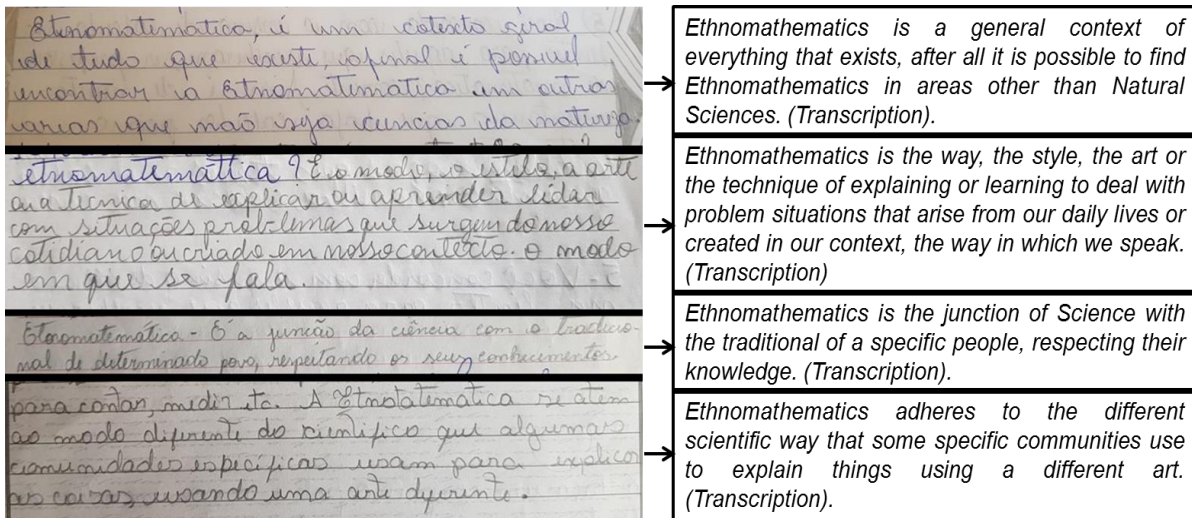 Etinomatimática, é um cotexto giral
de tudo que existe, afinal é possivel
encontrar a Etnomatimatica em outras
varias que não seja ciencias da natureza.
Ethnomathematics is a general context of
everything that exists, after all it is possible to find
Ethnomathematics in areas other than Natural
Sciences. (Transcription).
etnomatemáttica ? É o modo, o estilo, a arte
ou a tecnica de explicar ou aprender lidar
com situações problemas que surgun do nosso
cotidiano ou criado em nosso contexto. o modo
em que se fala.
Ethnomathematics is the way, the style, the art or
the technique of explaining or learning to deal with
problem situations that arise from our daily lives or
created in our context, the way in which we speak.
(Transcription)
Etnomatemática - É a junção da ciência com o tradicio-
nal de determinado povo, respeitando os seus conhecimentos.
Ethnomathematics is the junction of Science with
the traditional of a specific people, respecting their
knowledge. (Transcription).
para contar, medir etc. A Etnotatematica se atem
ao modo diferente do cientifico que algumas
comunidades especificas usam para explicar
as coisas, usando uma arte diferente.
Ethnomathematics adheres to the different
scientific way that some specific communities use
to explain things using a different art.
(Transcription).